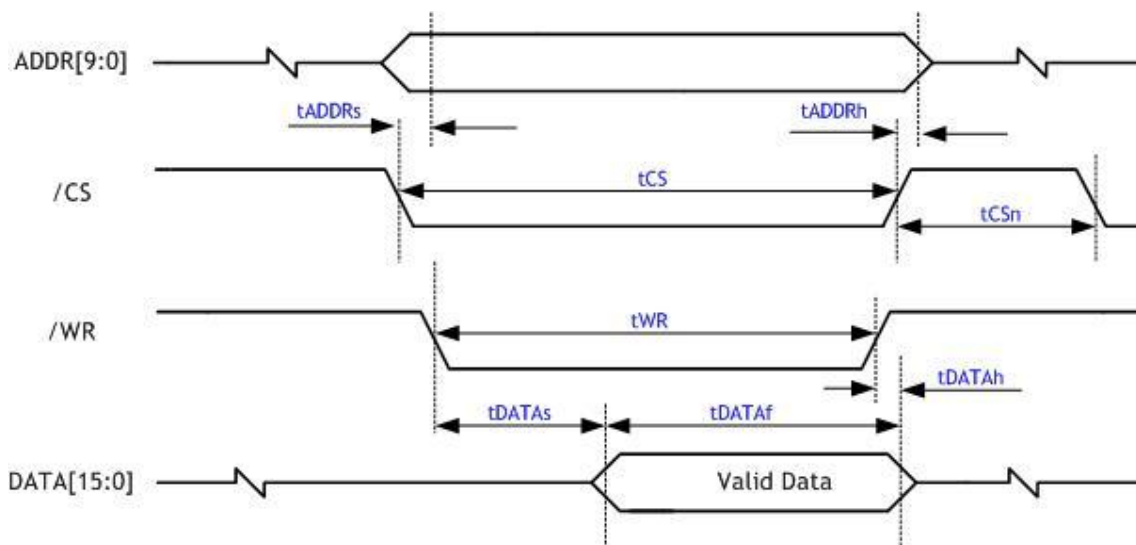 ADDR[9:0]
tADDRs
tADDRh
/CS
tCS
tCSn
/WR
tWR
tDATAh
tDATAs
tDATAf
DATA[15:0]
Valid Data